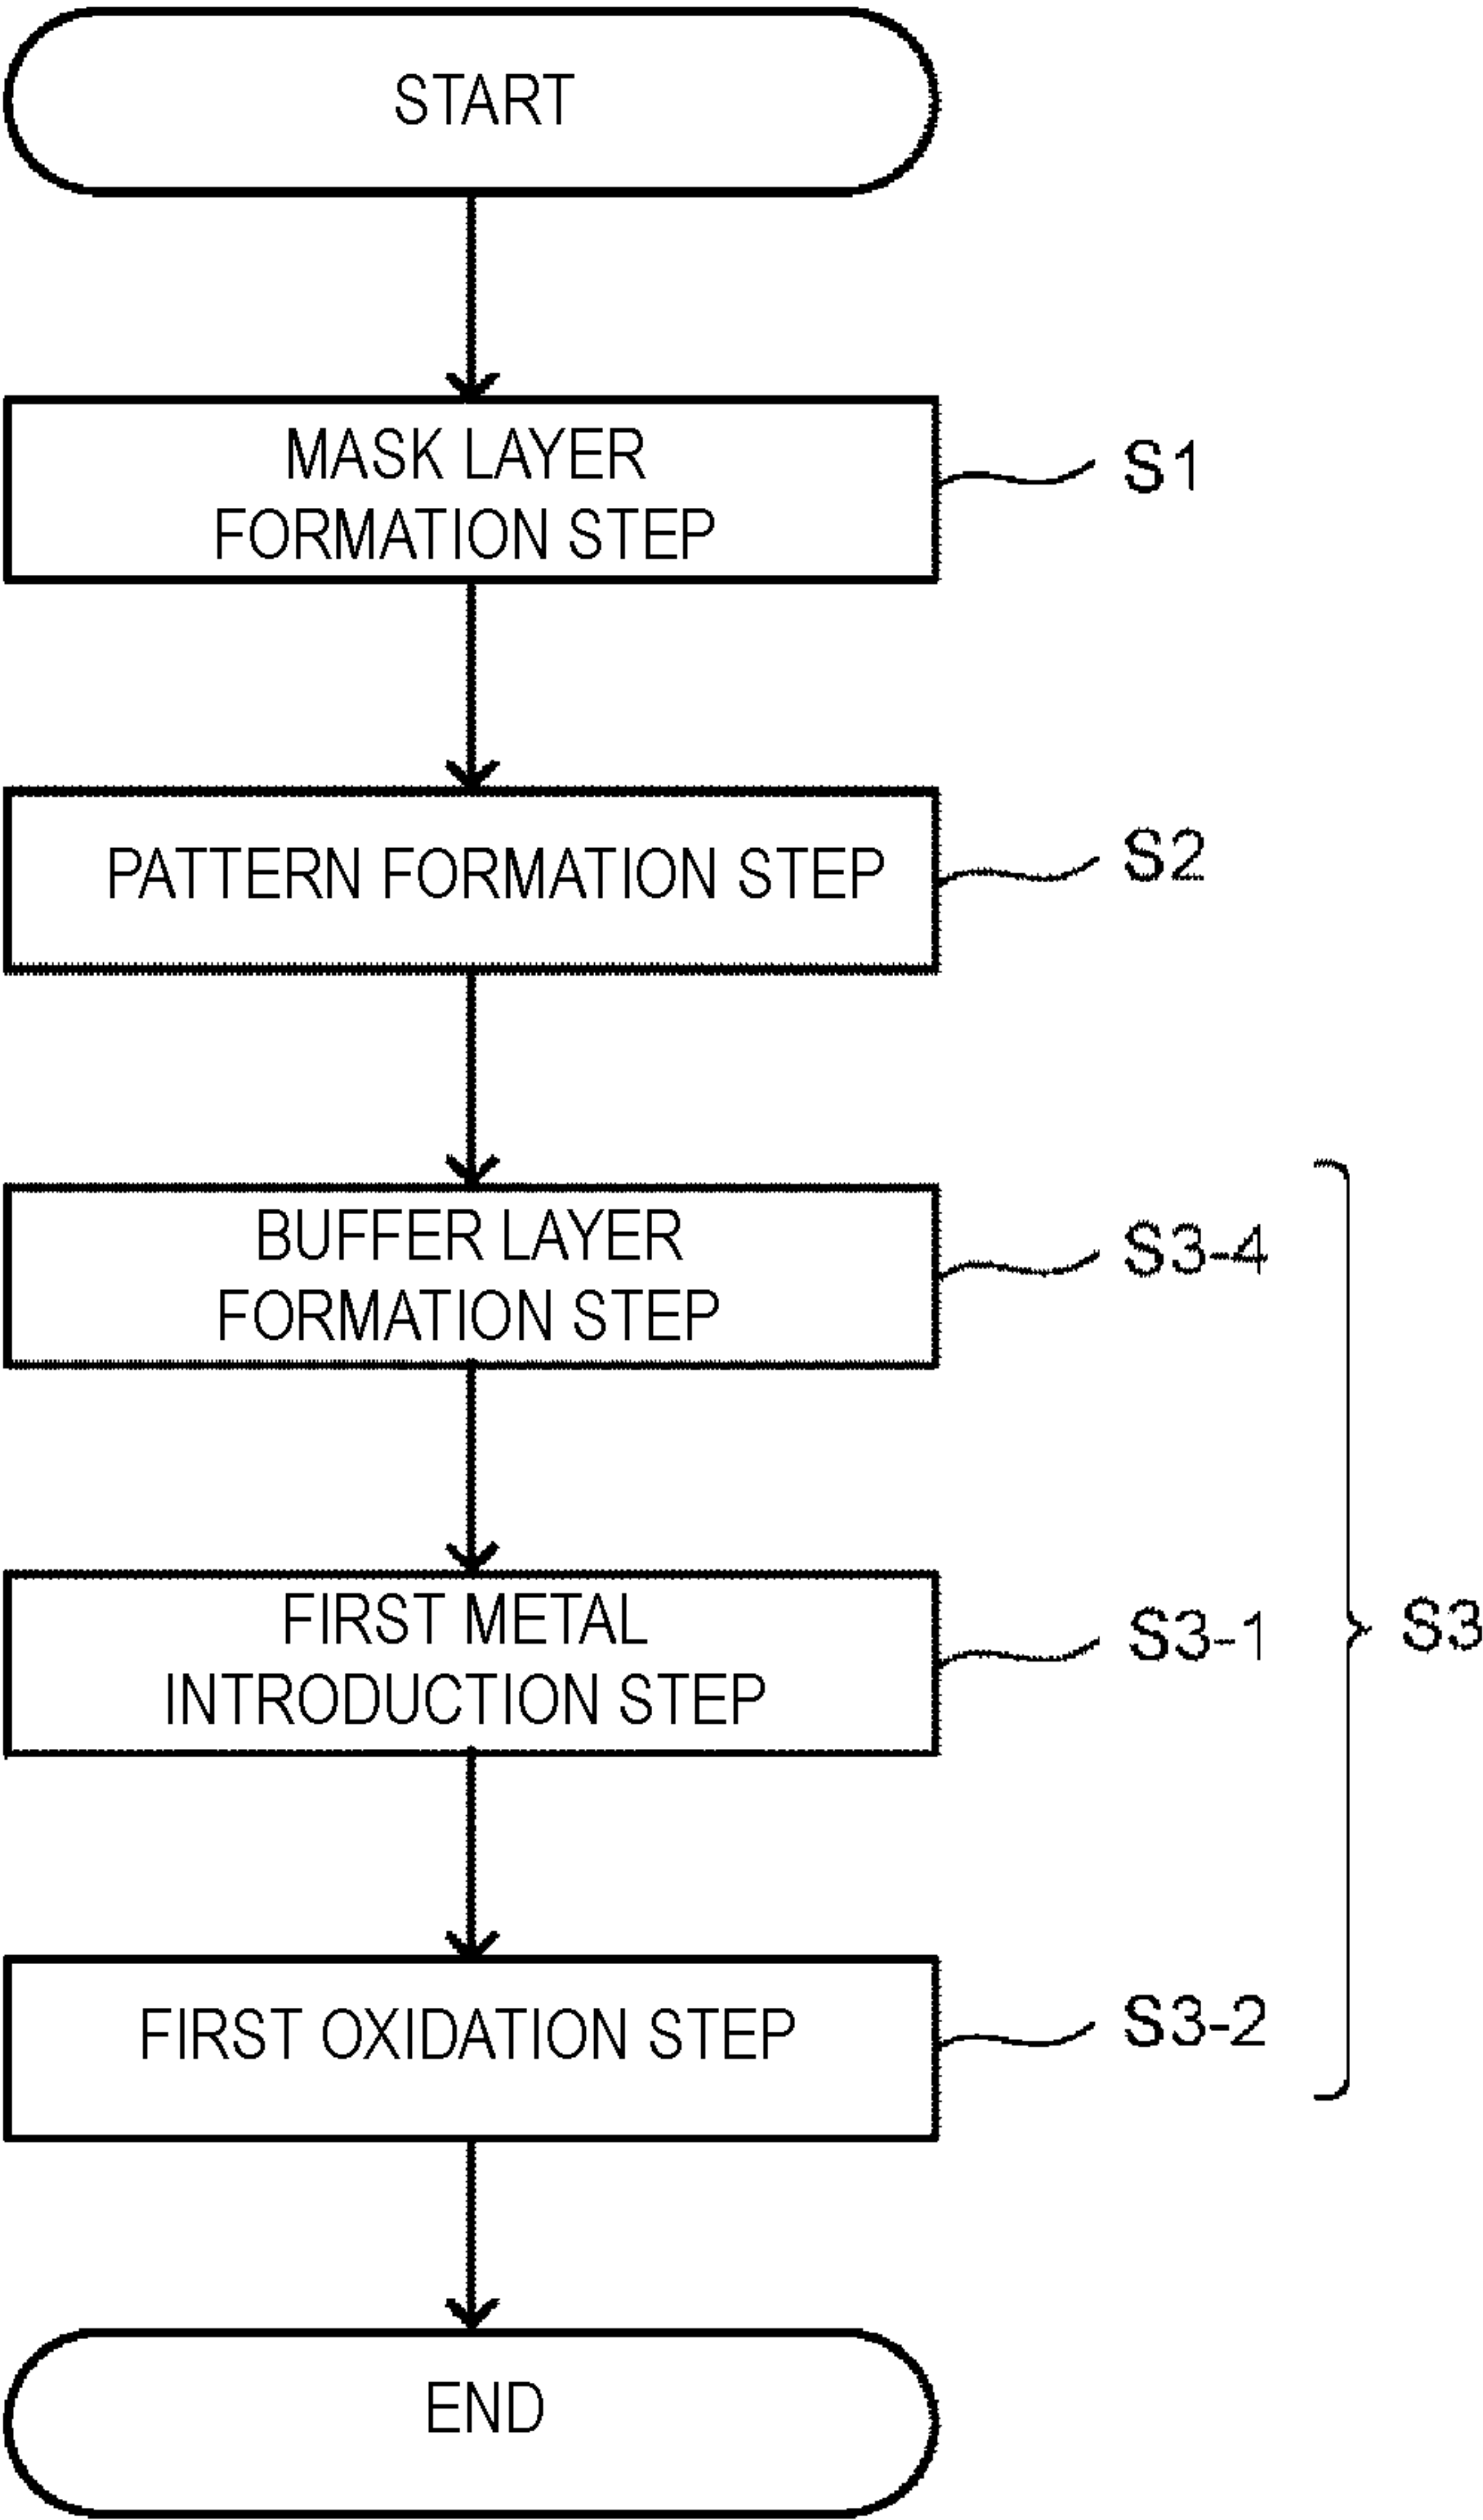 START
MASK LAYER
FORMATION STEP
S1
PATTERN FORMATION STEP
S2
BUFFER LAYER
FORMATION STEP
S3-4
FIRST METAL
INTRODUCTION STEP
S3-1
S3
FIRST OXIDATION STEP
S3-2
END